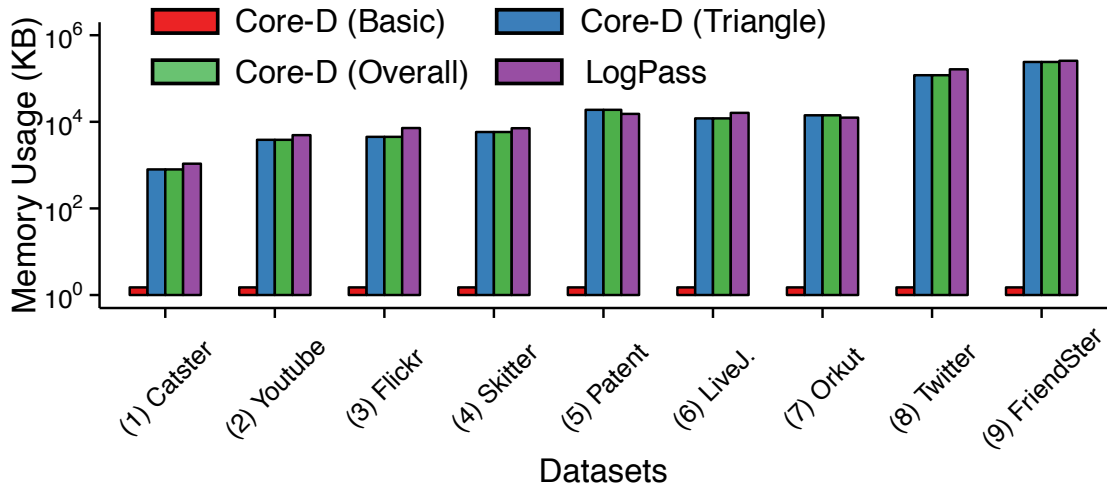 Core-D (Basic)
Core-D (Triangle)
Core-D (Overall)
LogPass
Memory Usage (KB)
10^6
10^4
10^2
10^0
(1) Catster
(2) Youtube
(3) Flickr
(4) Skitter
(5) Patent
(6) LiveJ.
(7) Orkut
(8) Twitter
(9) FriendSter
Datasets